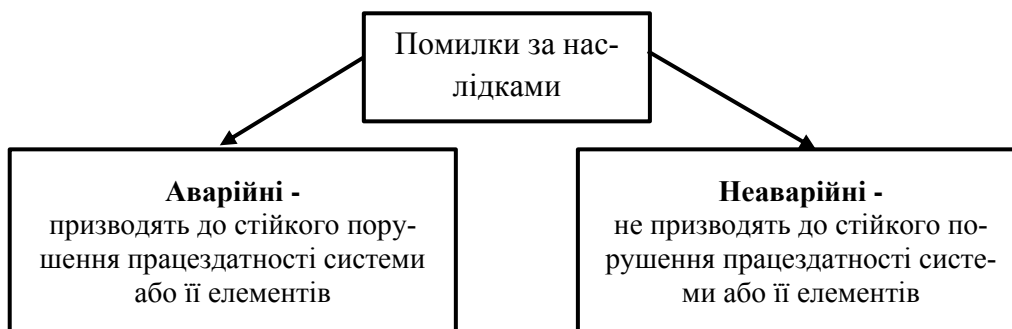 Помилки за нас-
лідками
Аварійні -
призводять до стійкого пору-
шення працездатності системи
або її елементів
Неаварійні -
не призводять до стійкого по-
рушення працездатності систе-
ми або її елементів